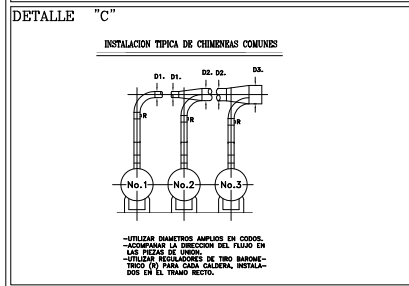 DETALLE "C"
INSTALACION TIPICA DE CHIMENEAS COMUNES
D1. D1. D2. D2. D3.
R R R
No.1 No.2 No.3
-UTILIZAR DIAMETROS AMPLIOS EN CODOS.
-ACOMPANAR LA DIRECCION DEL FLUJO EN
LAS PIEZAS DE UNION.
-UTILIZAR REGULADORES DE TIRO BAROME-
TRICO (R) PARA CADA CALDERA, INSTALA-
DOS EN EL TRAMO RECTO.